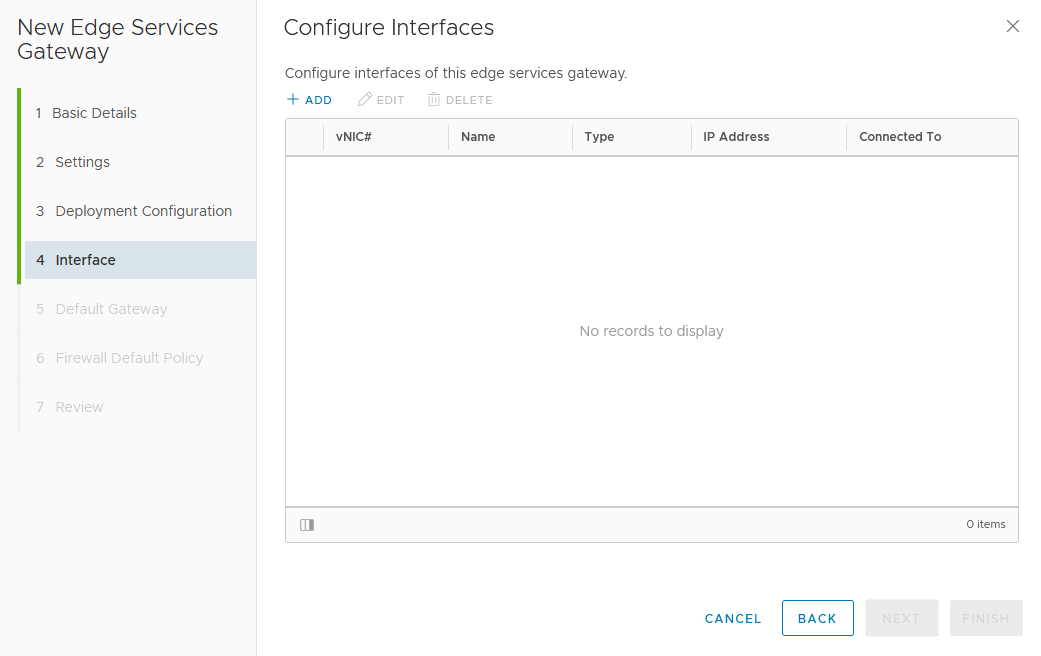 New Edge Services
Gateway
1 Basic Details
2 Settings
3 Deployment Configuration
4 Interface
5 Default Gateway
6 Firewall Default Policy
7 Review
Configure Interfaces
Configure interfaces of this edge services gateway.
ADD EDIT DELETE
vNIC# Name Type IP Address Connected To
No records to display
0 items
CANCEL BACK NEXT FINISH